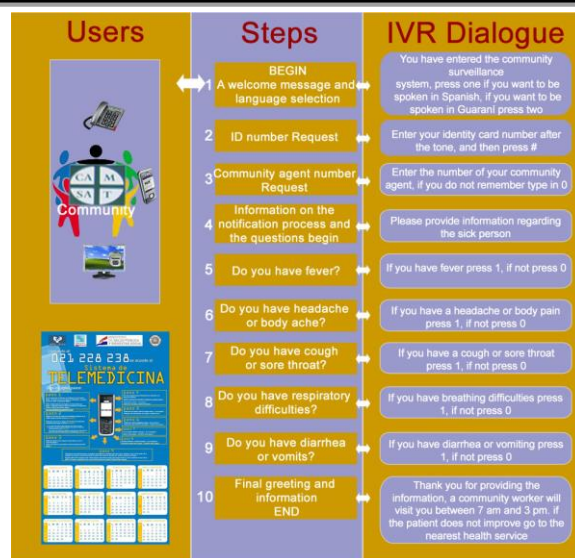 Users
Steps
IVR Dialogue
CA M
SA T
Community
021 228 238
Sistema de
TELEMEDICINA
1
BEGIN
A welcome message and
language selection
You have entered the community
surveillance
system, press one if you want to be
spoken in Spanish, if you want to be
spoken in Guaraní press two
2
ID number Request
Enter your identity card number after
the tone, and then press #
3
Community agent number
Request
Enter the number of your community
agent, if you do not remember type in 0
4
Information on the
notification process and
the questions begin
Please provide information regarding
the sick person
5
Do you have fever?
If you have fever press 1, if not press 0
6
Do you have headache
or body ache?
If you have a headache or body pain
press 1, if not press 0
7
Do you have cough
or sore throat?
If you have a cough or sore throat
press 1, if not press 0
8
Do you have respiratory
difficulties?
If you have breathing difficulties press
1, if not press 0
9
Do you have diarrhea
or vomits?
If you have diarrhea or vomiting press
1, if not press 0
10
Final greeting and
information
END
Thank you for providing the
information, a community worker will
visit you between 7 am and 3 pm. if
the patient does not improve go to the
nearest health service